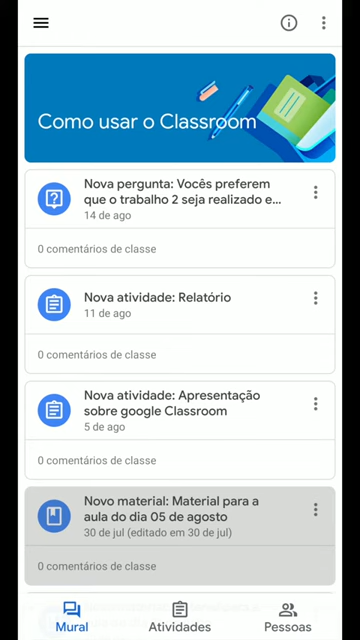 Como usar o Classroom
Nova pergunta: Vocês preferem
que o trabalho 2 seja realizado e...
14 de ago
0 comentários de classe
Nova atividade: Relatório
11 de ago
0 comentários de classe
Nova atividade: Apresentação
sobre google Classroom
5 de ago
0 comentários de classe
Novo material: Material para a
aula do dia 05 de agosto
30 de jul (editado em 30 de jul)
0 comentários de classe
Mural
Atividades
Pessoas